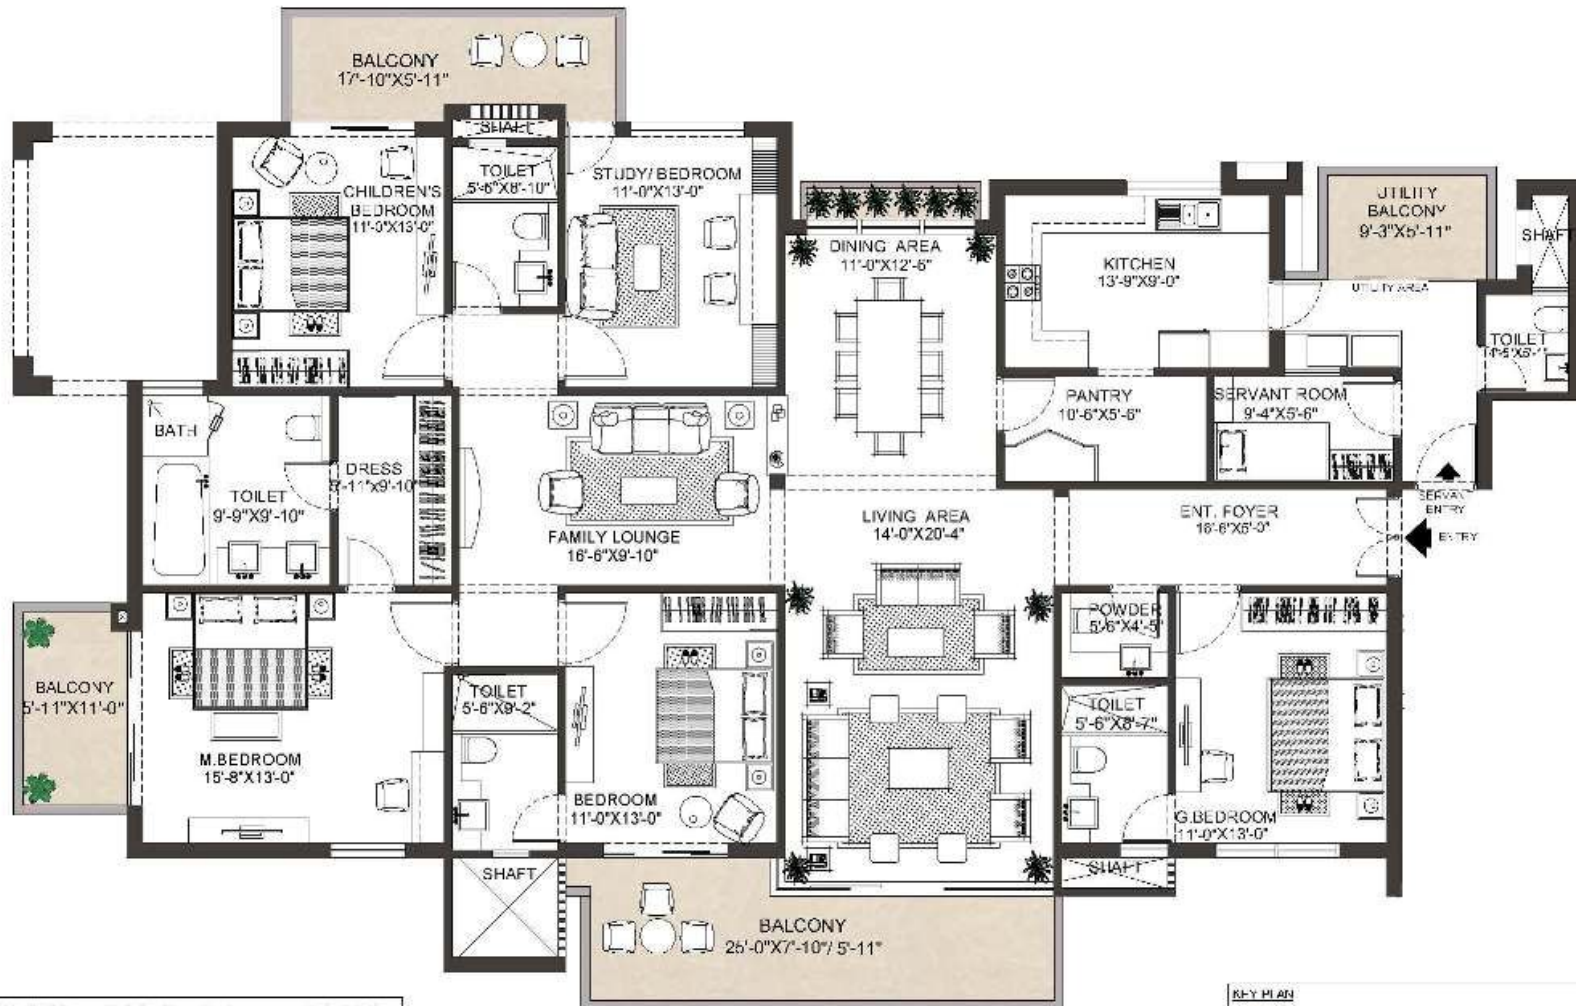 BALCONY
17'-10"X5'-11"
SHAFT
TOILET
5'-6"X8'-10"
STUDY/BEDROOM
11'-0"X13'-0"
CHILDREN'S
BEDROOM
11'-0"X13'-0"
UTILITY
BALCONY
9'-3"X5'-11"
SHAFT
DINING AREA
11'-0"X12'-6"
KITCHEN
13'-9"X9'-0"
UTILITY AREA
TOILET
PANTRY
10'-6"X5'-6"
SERVANT ROOM
9'-4"X5'-6"
BATH
DRESS
TOILET
9'-9"X9'-10"
FAMILY LOUNGE
16'-6"X9'-10"
LIVING AREA
14'-0"X20'-4"
ENT. FOYER
SERVANT
ENTRY
ENTRY
POWDER
5'-6"X4'-5"
BALCONY
5'-11"X11'-0"
TOILET
5'-6"X9'-2"
TOILET
5'-6"X8'-7"
M.BEDROOM
15'-8"X13'-0"
BEDROOM
11'-0"X13'-0"
G.BEDROOM
11'-0"X13'-0"
SHAFT
SHAFT
BALCONY
25'-0"X7'-10"/ 5'-11"
KEY PLAN